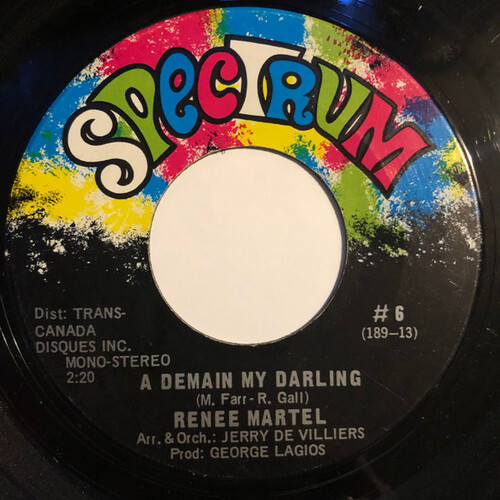 SPECTRUM
Dist: TRANS-
CANADA
DISQUES INC.
MONO-STEREO
2:20
# 6
(189-13)
A DEMAIN MY DARLING
(M. Farr - R. Gall)
RENEE MARTEL
Arr. & Orch.: JERRY DE VILLIERS
Prod: GEORGE LAGIOS